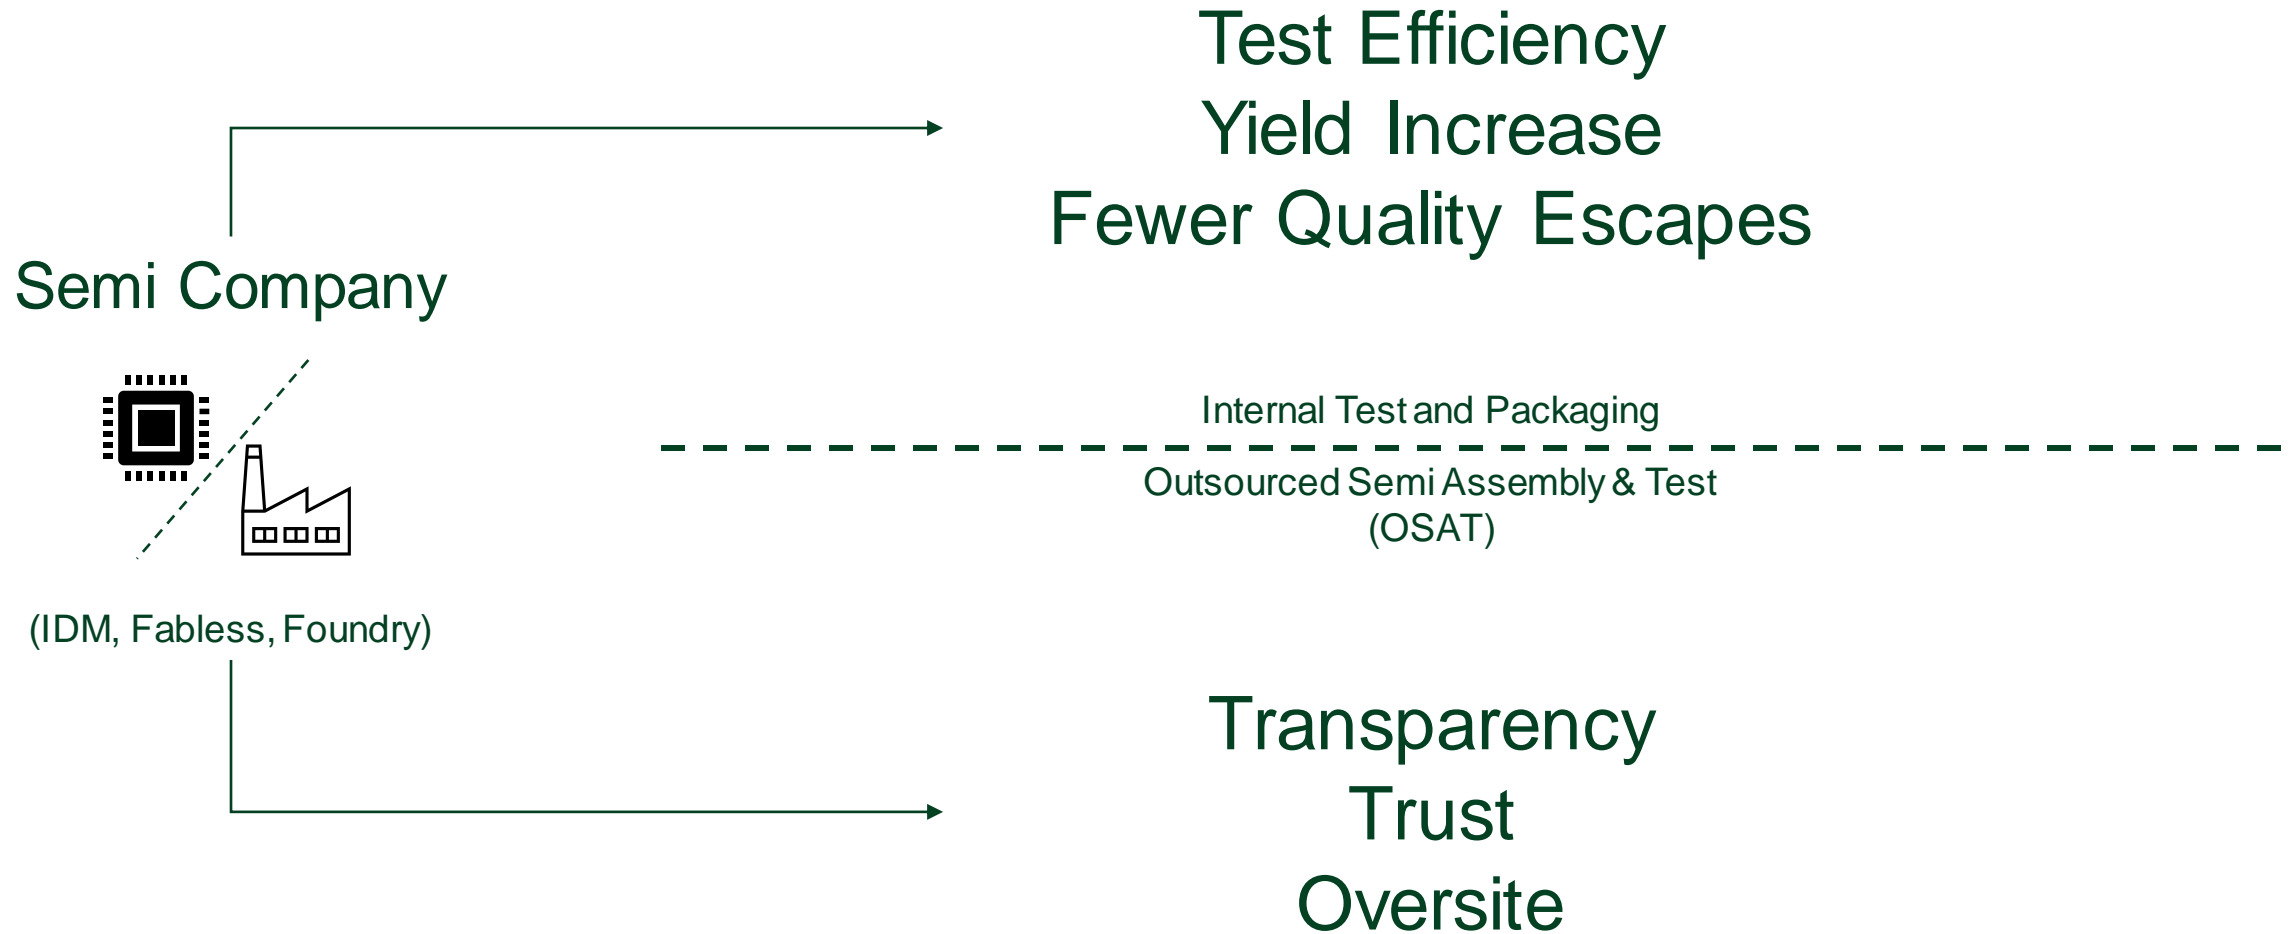 Test Efficiency
Yield Increase
Fewer Quality Escapes
Semi Company
Internal Test and Packaging
Outsourced Semi Assembly & Test
(OSAT)
(IDM, Fabless, Foundry)
Transparency
Trust
Oversite